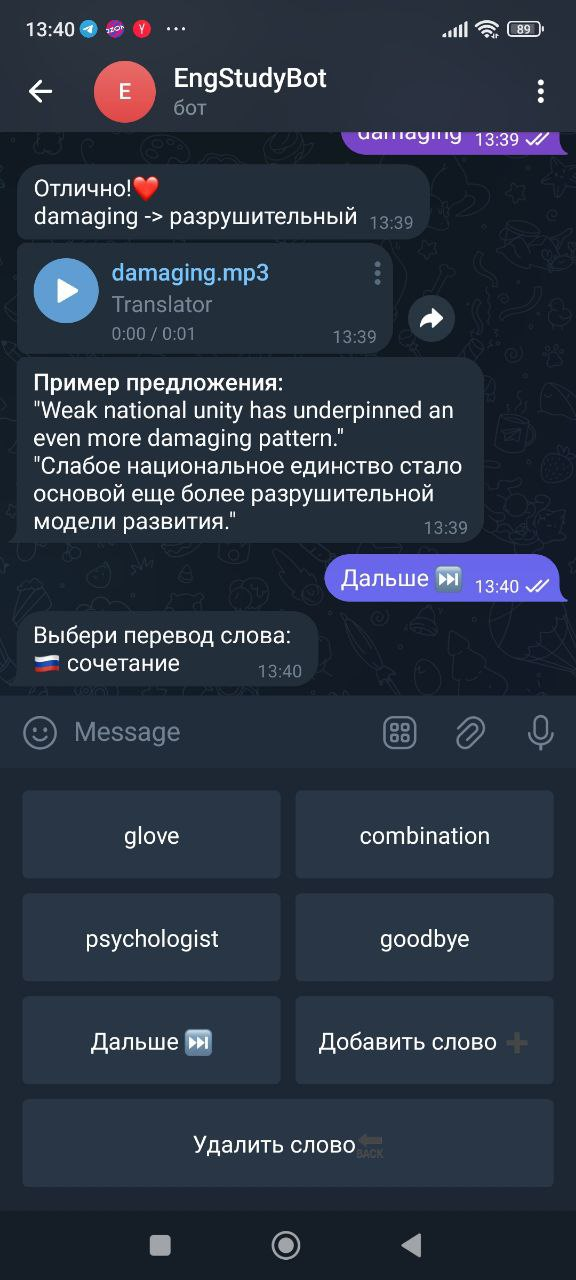 13:40 OZON Y ... 89
E
EngStudyBot
бот
damaging 13:39
Отлично!❤️
damaging -> разрушительный 13:39
damaging.mp3
Translator
0:00 / 0:01 13:39
Пример предложения:
"Weak national unity has underpinned an
even more damaging pattern."
"Слабое национальное единство стало
основой еще более разрушительной
модели развития." 13:39
Дальше ⏭️ 13:40
Выбери перевод слова:
🇷🇺 сочетание 13:40
Message
glove combination
psychologist goodbye
Дальше ⏭️ Добавить слово ➕
Удалить слово🔙